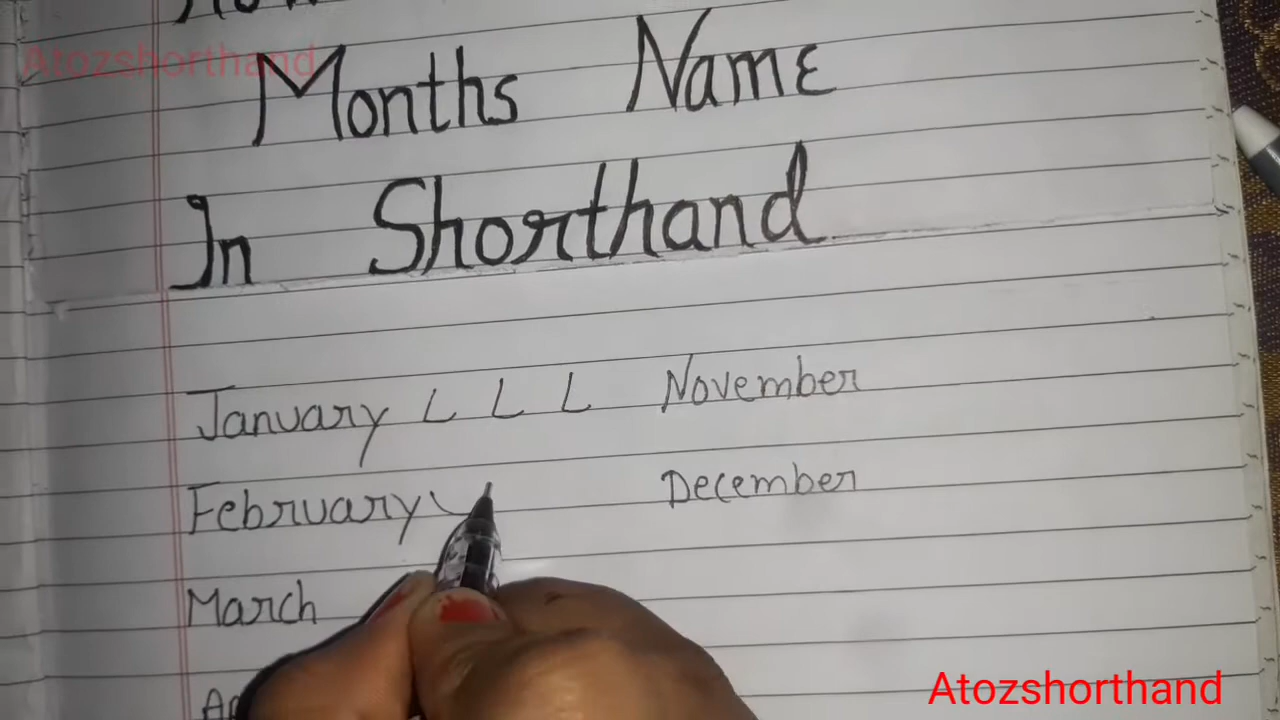 Atozshorthand
Months Name
In Shorthand
January November
February December
March
Atozshorthand